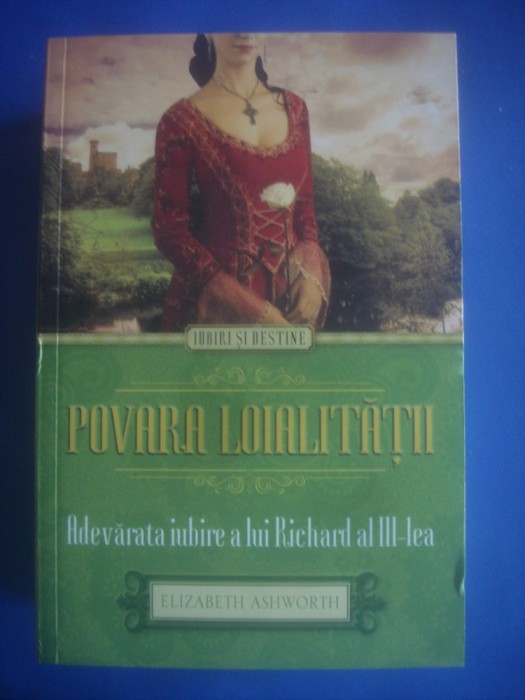 IUBIRI ȘI DESTINE
POVARA LOIALITĂȚII
Adevărata iubire a lui Richard al III-lea
ELIZABETH ASHWORTH